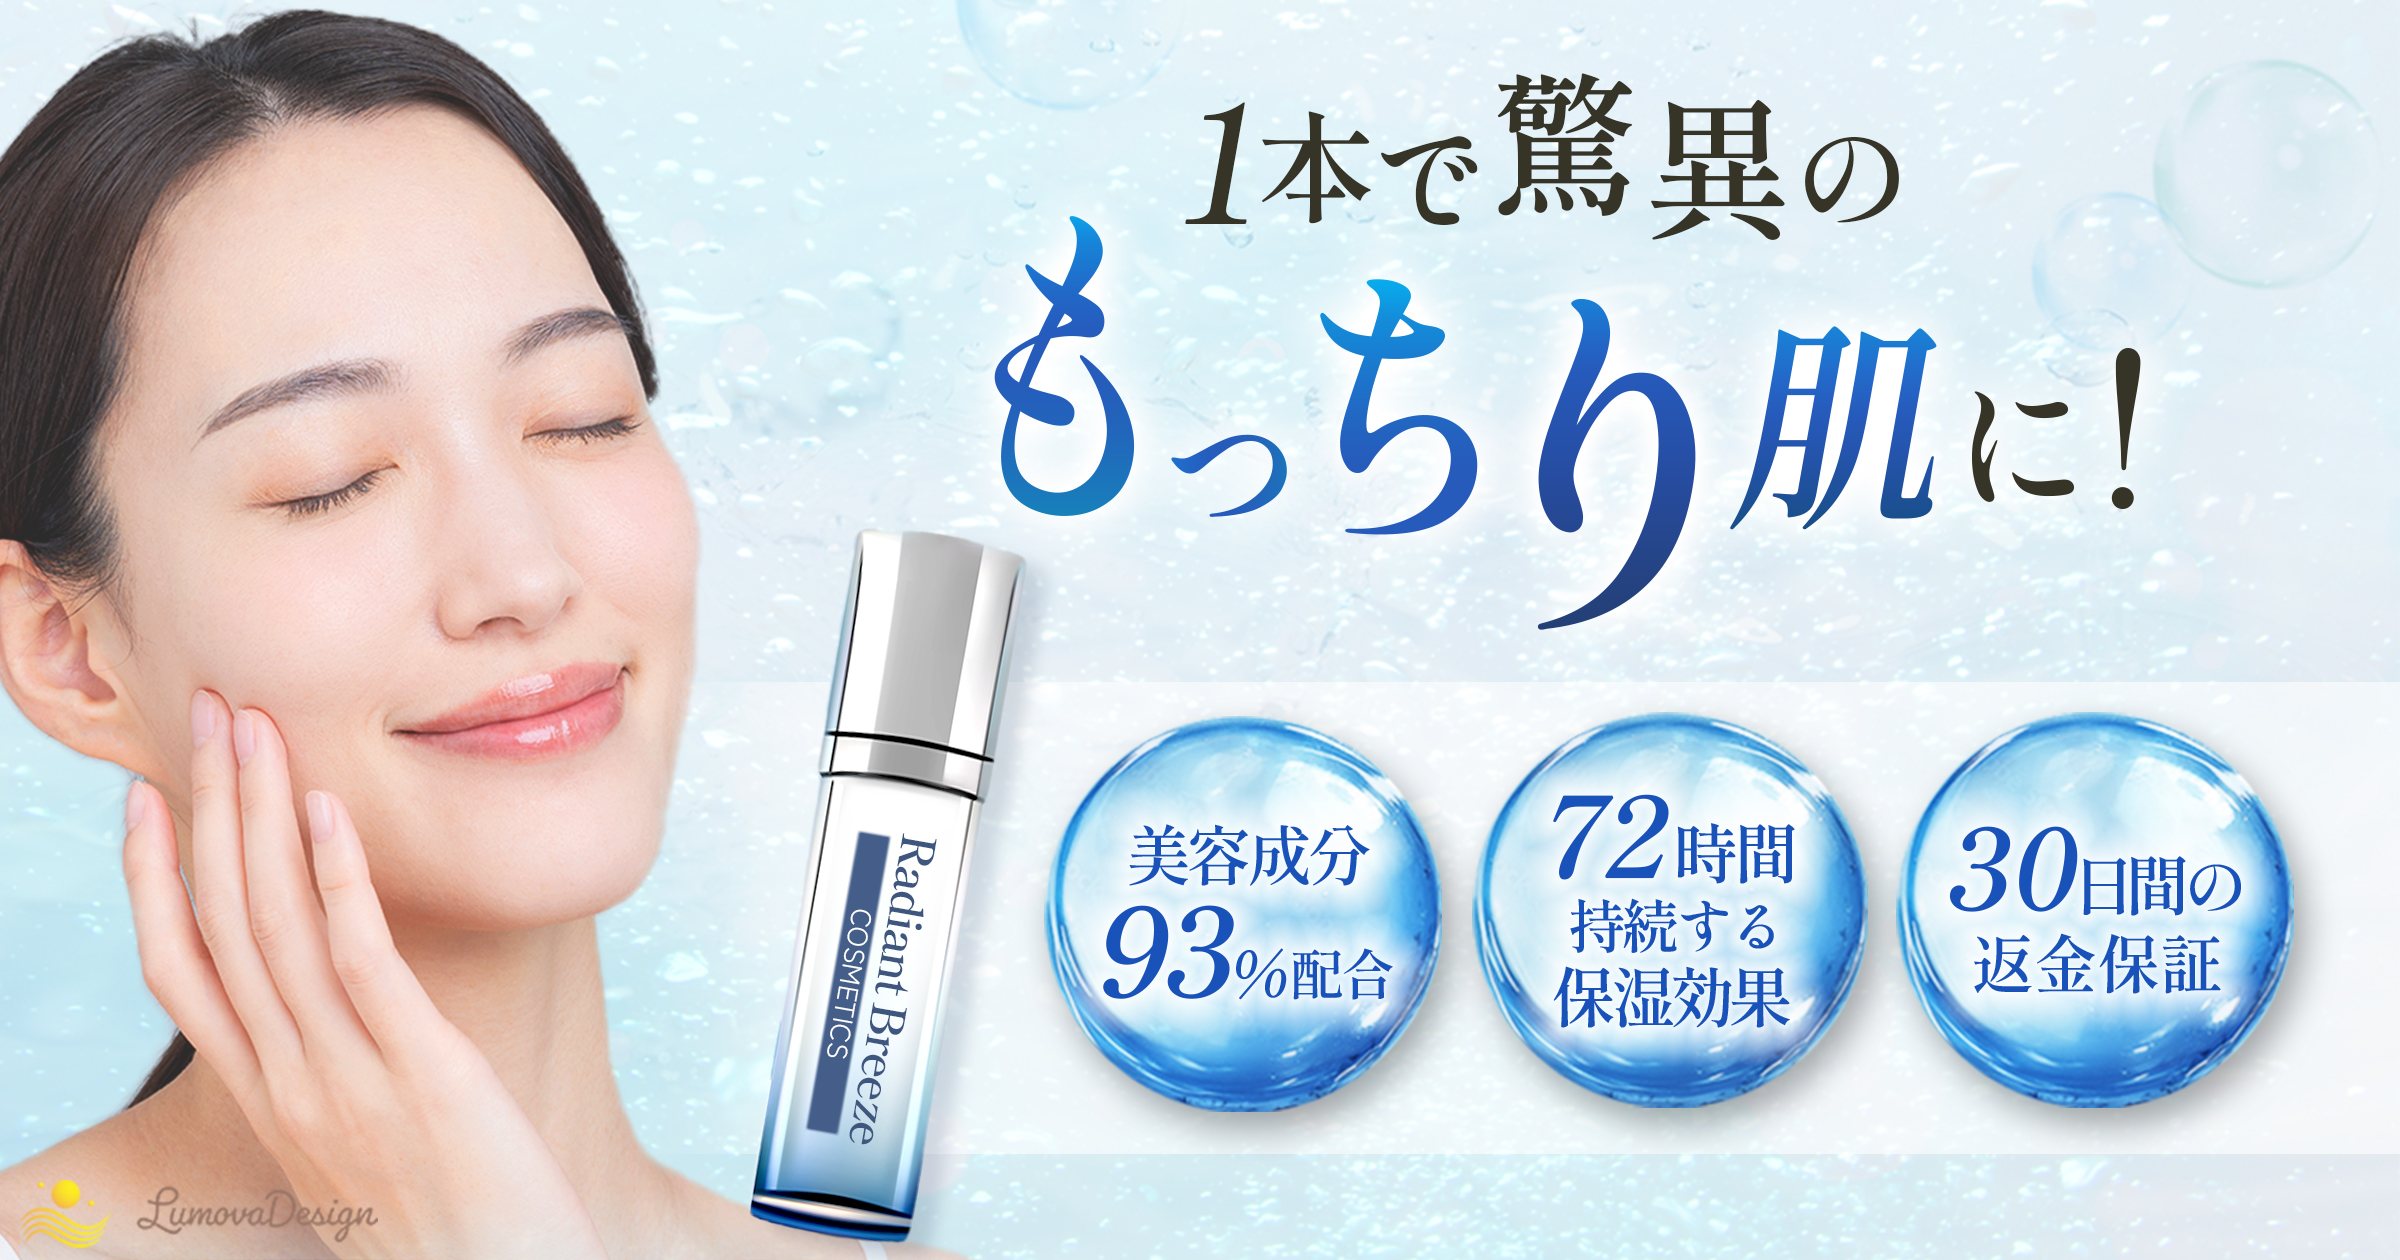 1本で驚異の
もっちり肌に!
美容成分
93%配合
72時間
持続する
保湿効果
30日間の
返金保証
Radiant Breeze
COSMETICS
LumovaDesign